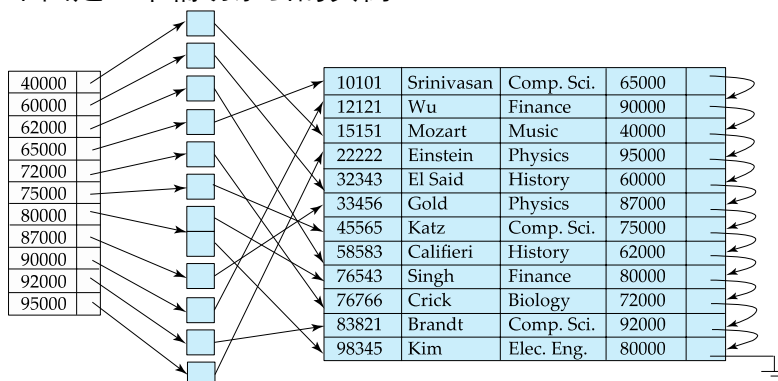 40000
60000
62000
65000
72000
75000
80000
87000
90000
92000
95000
10101 Srinivasan Comp. Sci. 65000
12121 Wu Finance 90000
15151 Mozart Music 40000
22222 Einstein Physics 95000
32343 El Said History 60000
33456 Gold Physics 87000
45565 Katz Comp. Sci. 75000
58583 Califieri History 62000
76543 Singh Finance 80000
76766 Crick Biology 72000
83821 Brandt Comp. Sci. 92000
98345 Kim Elec. Eng. 80000